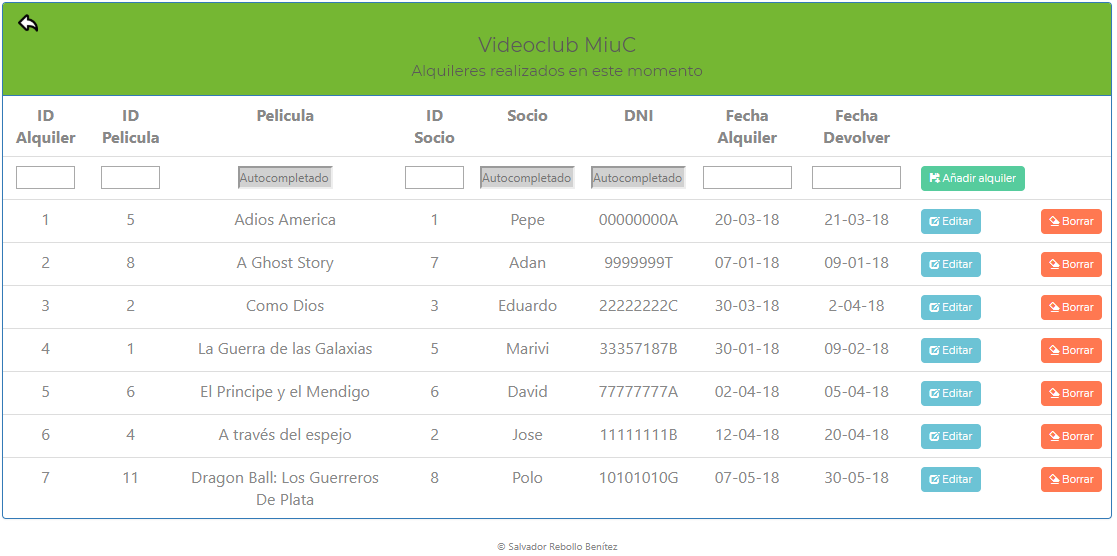 Videoclub MiuC
Alquileres realizados en este momento
ID Alquiler ID Pelicula Pelicula ID Socio Socio DNI Fecha Alquiler Fecha Devolver
Autocompletado Autocompletado Autocompletado Añadir alquiler
1 5 Adios America 1 Pepe 00000000A 20-03-18 21-03-18 Editar Borrar
2 8 A Ghost Story 7 Adan 9999999T 07-01-18 09-01-18 Editar Borrar
3 2 Como Dios 3 Eduardo 22222222C 30-03-18 2-04-18 Editar Borrar
4 1 La Guerra de las Galaxias 5 Marivi 33357187B 30-01-18 09-02-18 Editar Borrar
5 6 El Principe y el Mendigo 6 David 77777777A 02-04-18 05-04-18 Editar Borrar
6 4 A través del espejo 2 Jose 11111111B 12-04-18 20-04-18 Editar Borrar
7 11 Dragon Ball: Los Guerreros De Plata 8 Polo 10101010G 07-05-18 30-05-18 Editar Borrar
© Salvador Rebollo Benítez